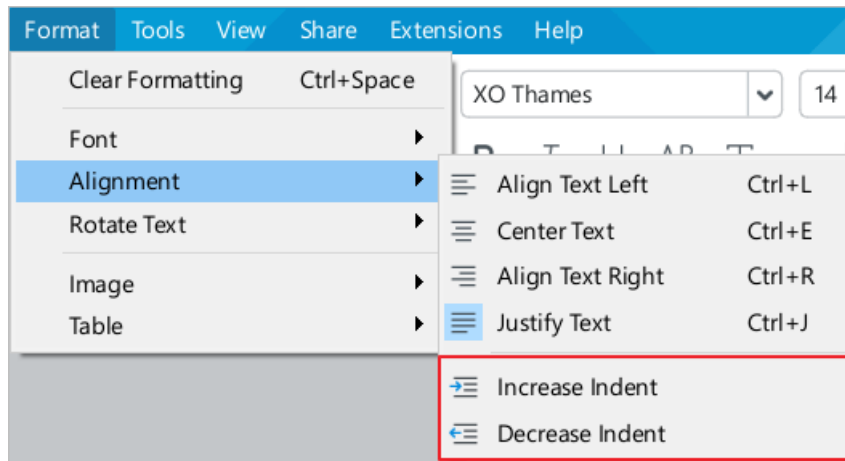 Format Tools View Share Extensions Help
Clear Formatting Ctrl+Space
XO Thames 14
Font
Alignment
Rotate Text
Image
Table
Align Text Left Ctrl+L
Center Text Ctrl+E
Align Text Right Ctrl+R
Justify Text Ctrl+J
Increase Indent
Decrease Indent